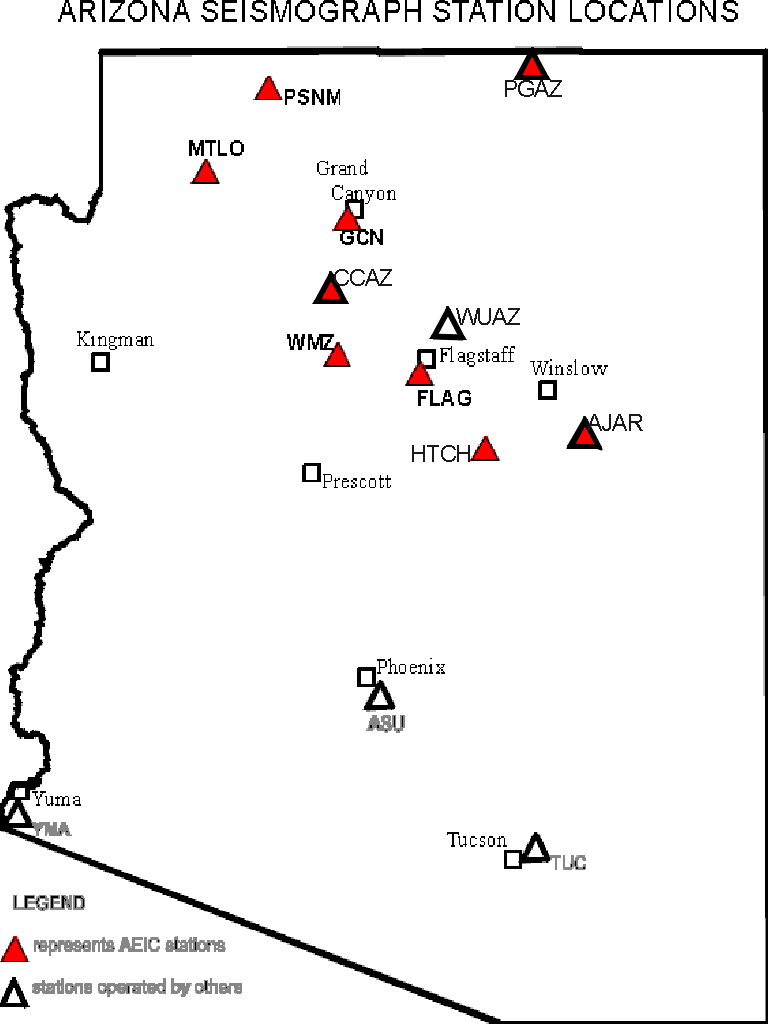 ARIZONA SEISMOGRAPH STATION LOCATIONS
PGAZ
PSNM
MTLO
Grand
Canyon
GCN
CCAZ
WUAZ
Kingman
WMZ
Flagstaff
Winslow
FLAG
AJAR
HTCH
Prescott
Phoenix
ASU
Yuma
YMA
Tucson
TUC
LEGEND
represents AEIC stations
stations operated by others